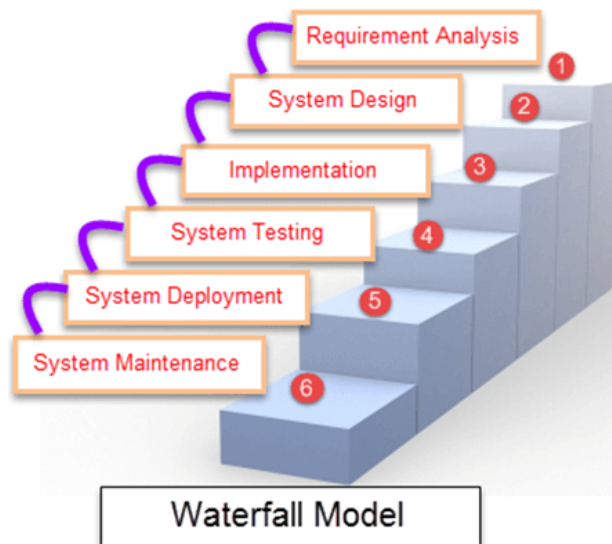 Requirement Analysis
1
System Design
2
Implementation
3
System Testing
4
System Deployment
5
System Maintenance
6
Waterfall Model